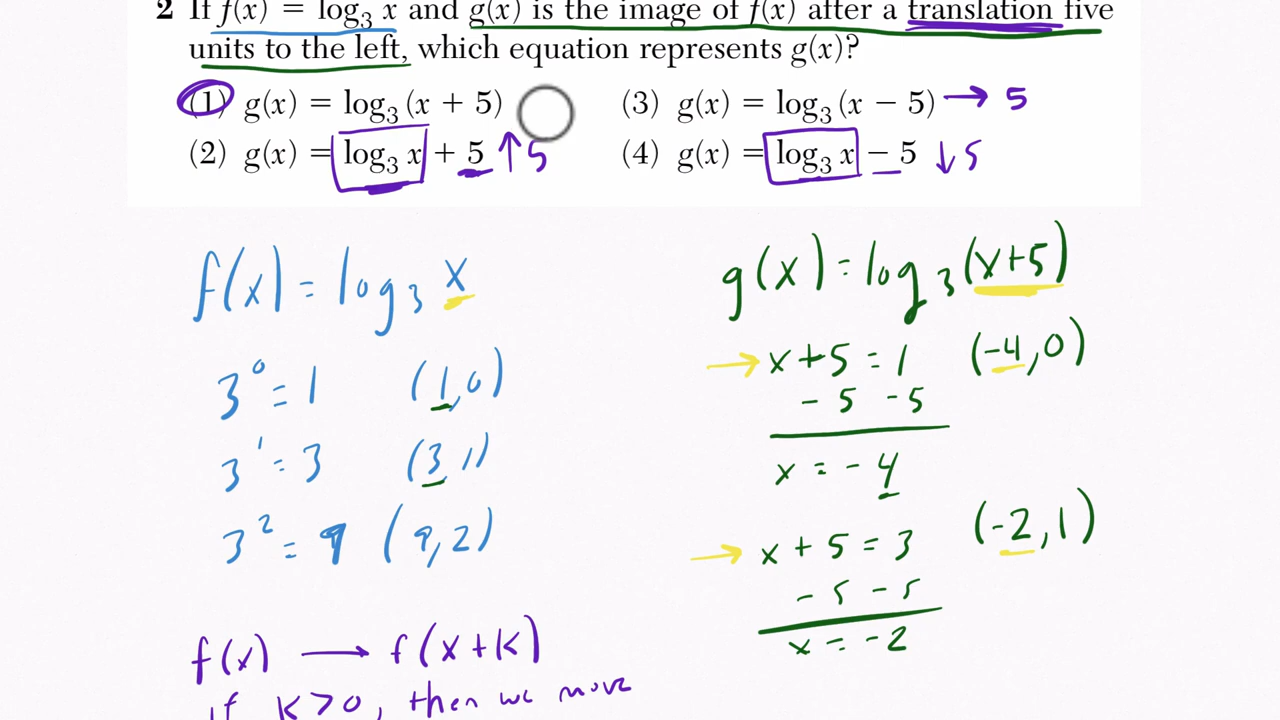 2 If f(x) = log₃ x and g(x) is the image of f(x) after a translation five
units to the left, which equation represents g(x)?
(1) g(x) = log₃ (x + 5)
(3) g(x) = log₃ (x − 5) → 5
(2) g(x) = log₃ x + 5 ↑5
(4) g(x) = log₃ x − 5 ↓5
f(x) = log₃ x
3⁰ = 1 (1,0)
3¹ = 3 (3,1)
3² = 9 (9,2)
f(x) → f(x+k)
if k>0, then we move
g(x) = log₃(x+5)
→ x+5 = 1 (-4,0)
- 5 - 5
x = - 4
→ x + 5 = 3 (-2,1)
- 5 - 5
x = - 2